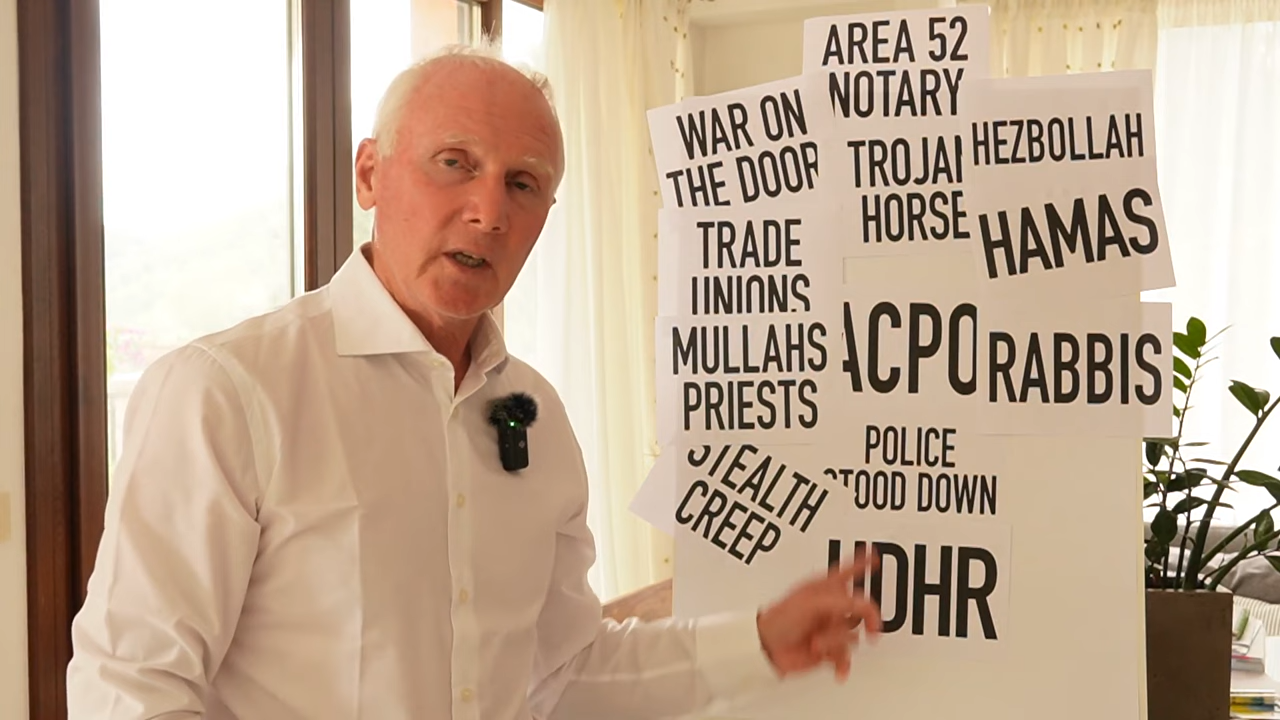 AREA 52
NOTARY
WAR ON
THE DOOR
TROJAN
HORSE
HEZBOLLAH
HAMAS
TRADE
UNIONS
MULLAHS
PRIESTS
ACPO
RABBIS
STEALTH
CREEP
POLICE
STOOD DOWN
UDHR